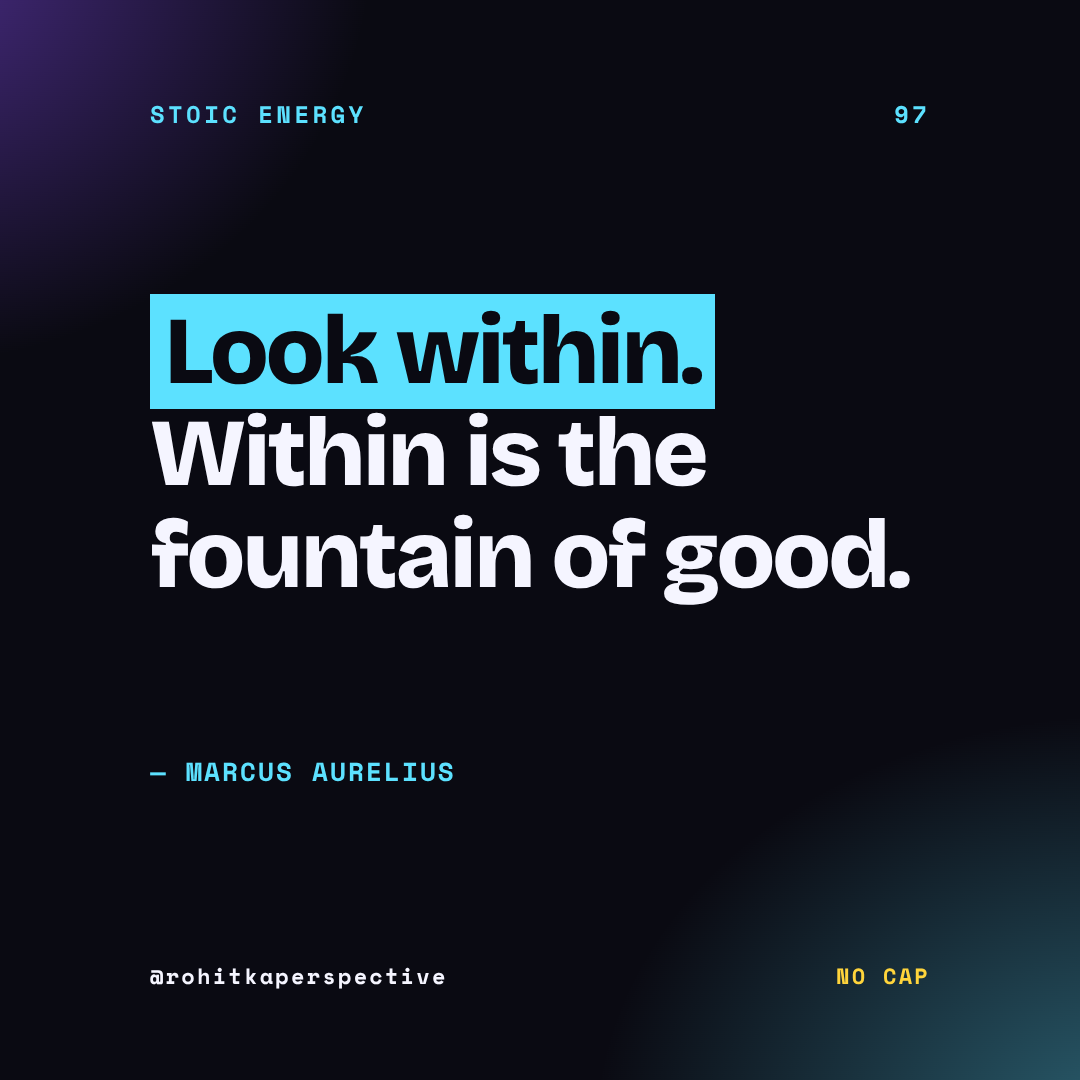 STOIC ENERGY
97
Look within.
Within is the
fountain of good.
— MARCUS AURELIUS
@rohitkaperspective
NO CAP